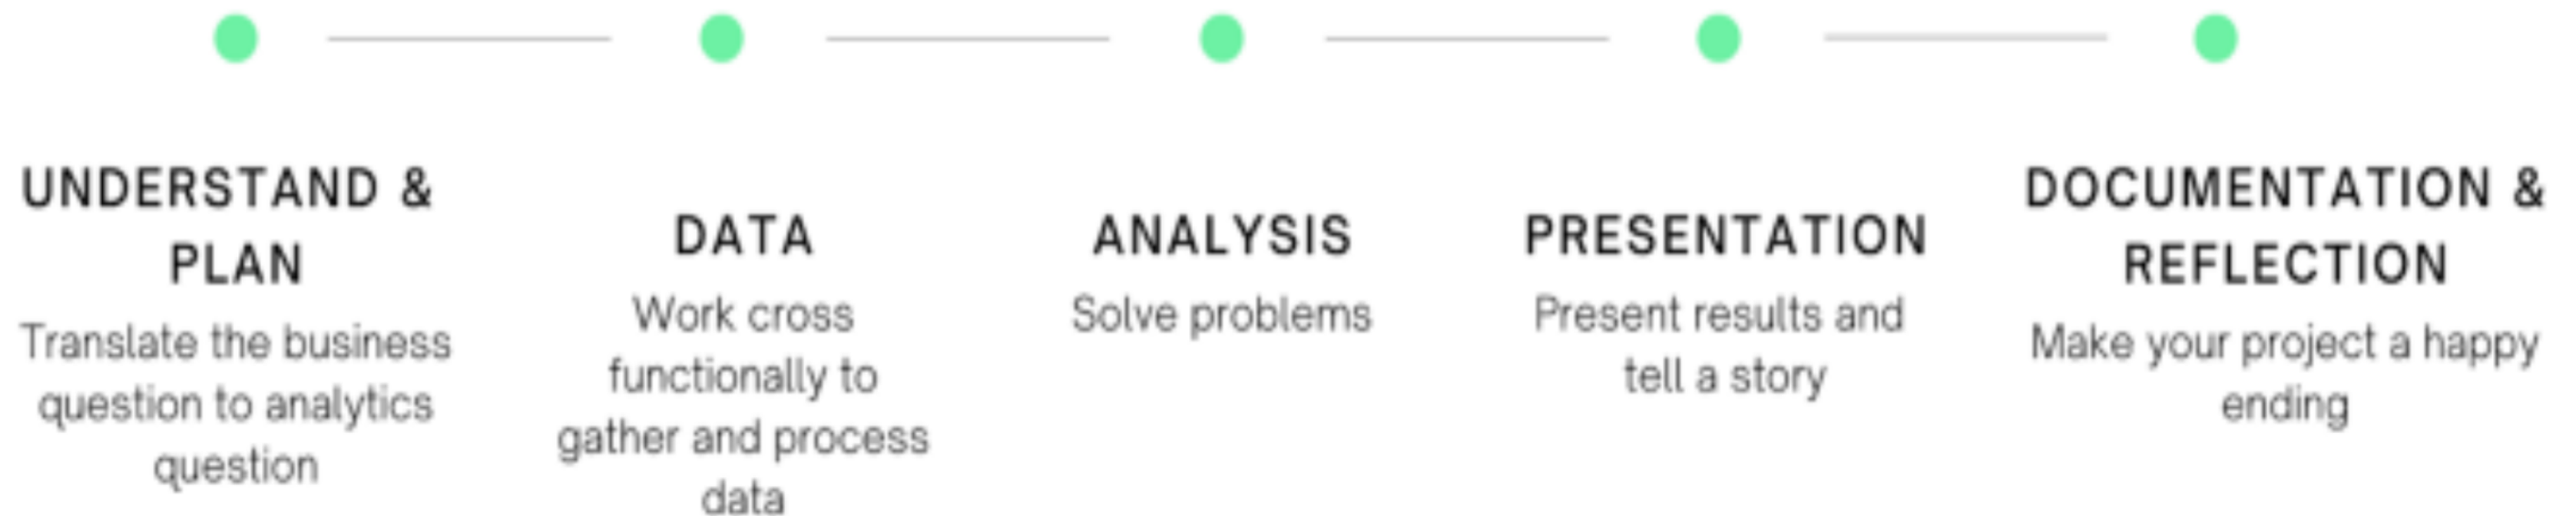 UNDERSTAND &
PLAN
Translate the business
question to analytics
question
DATA
Work cross
functionally to
gather and process
data
ANALYSIS
Solve problems
PRESENTATION
Present results and
tell a story
DOCUMENTATION &
REFLECTION
Make your project a happy
ending